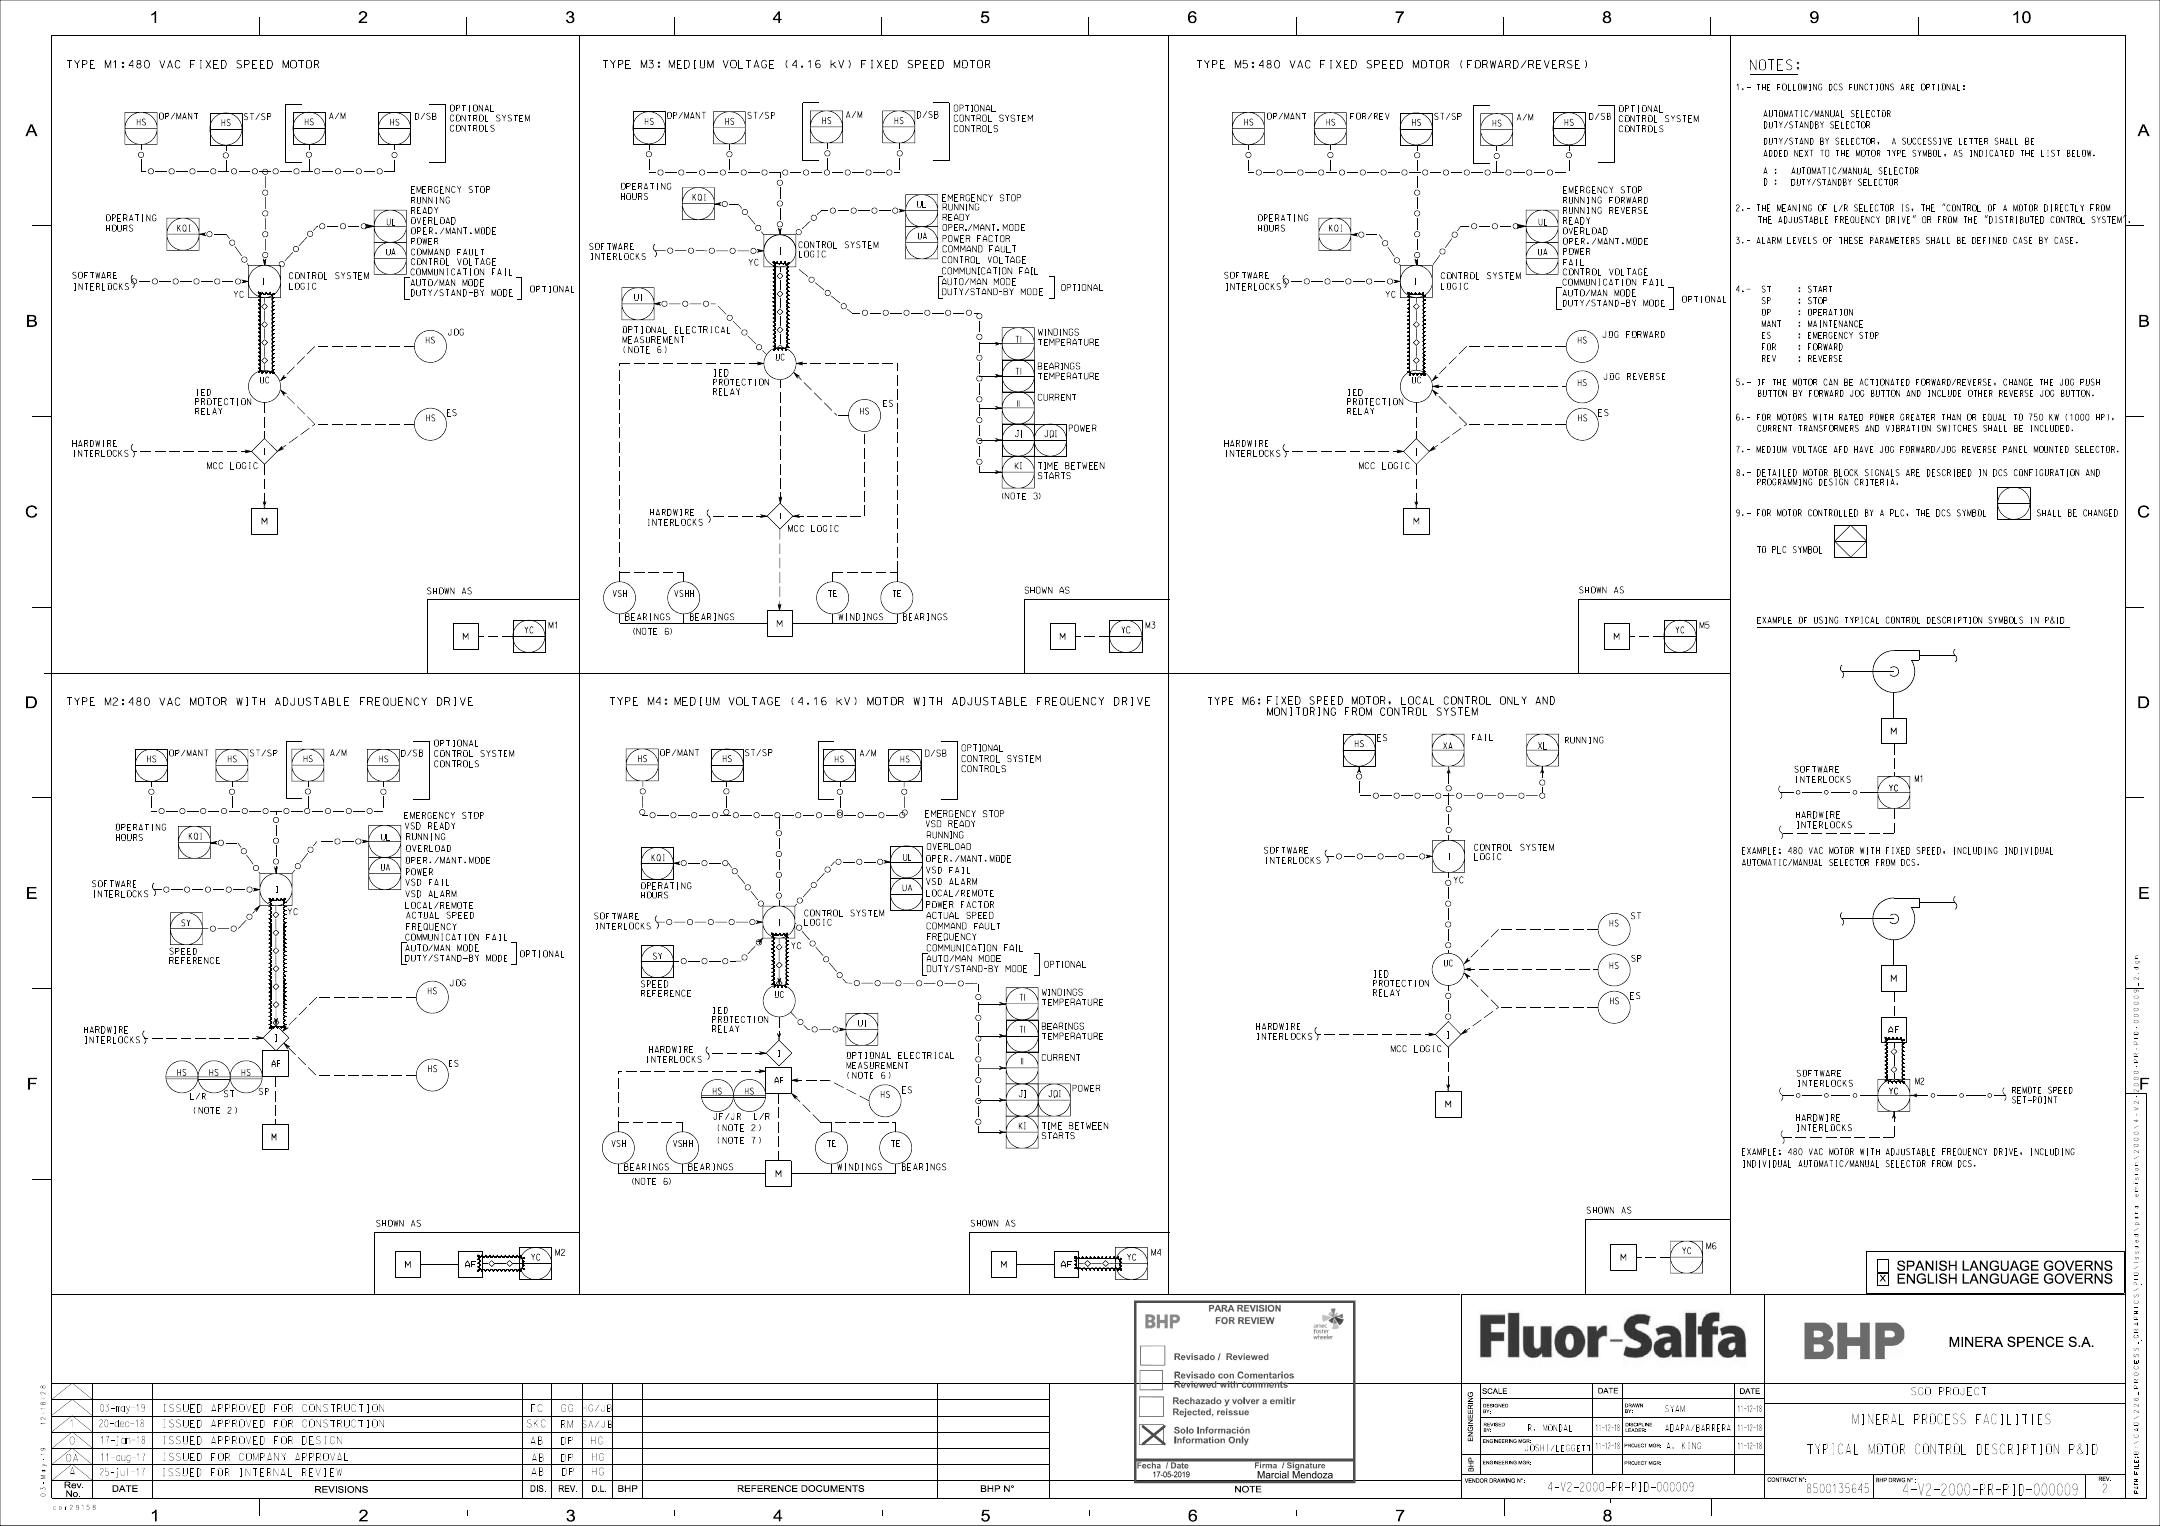 1 2 3 4 5 6 7 8 9 10
A
B
C
D
E
F
TYPE M1:480 VAC FIXED SPEED MOTOR
HS OP/MANT
HS ST/SP
HS A/M
HS D/SB
OPTIONAL
CONTROL SYSTEM
CONTROLS
OPERATING
HOURS
KQI
UL
UA
EMERGENCY STOP
RUNNING
READY
OVERLOAD
OPER./MANT.MODE
POWER
COMMAND FAULT
CONTROL VOLTAGE
COMMUNICATION FAIL
AUTO/MAN MODE
DUTY/STAND-BY MODE
OPTIONAL
SOFTWARE
INTERLOCKS
I
YC
CONTROL SYSTEM
LOGIC
HS JOG
UC
IED
PROTECTION
RELAY
HS ES
HARDWIRE
INTERLOCKS
I
MCC LOGIC
M
SHOWN AS
M YC M1
TYPE M3: MEDIUM VOLTAGE (4.16 kV) FIXED SPEED MOTOR
HS OP/MANT
HS ST/SP
HS A/M
HS D/SB
OPTIONAL
CONTROL SYSTEM
CONTROLS
OPERATING
HOURS
KQI
UL
UA
EMERGENCY STOP
RUNNING
READY
OPER./MANT.MODE
POWER FACTOR
COMMAND FAULT
CONTROL VOLTAGE
COMMUNICATION FAIL
AUTO/MAN MODE
DUTY/STAND-BY MODE
OPTIONAL
SOFTWARE
INTERLOCKS
I
YC
CONTROL SYSTEM
LOGIC
UI
OPTIONAL ELECTRICAL
MEASUREMENT
(NOTE 6)
UC
IED
PROTECTION
RELAY
HS ES
TI WINDINGS
TEMPERATURE
TI BEARINGS
TEMPERATURE
II CURRENT
JI JQI POWER
KI TIME BETWEEN
STARTS
(NOTE 3)
HARDWIRE
INTERLOCKS
I
MCC LOGIC
VSH VSHH TE TE
BEARINGS BEARINGS WINDINGS BEARINGS
(NOTE 6)
M
SHOWN AS
M YC M3
TYPE M5:480 VAC FIXED SPEED MOTOR (FORWARD/REVERSE)
HS OP/MANT
HS FOR/REV
HS ST/SP
HS A/M
HS D/SB
OPTIONAL
CONTROL SYSTEM
CONTROLS
OPERATING
HOURS
KQI
UL
UA
EMERGENCY STOP
RUNNING FORWARD
RUNNING REVERSE
READY
OVERLOAD
OPER./MANT.MODE
POWER
FAIL
CONTROL VOLTAGE
COMMUNICATION FAIL
AUTO/MAN MODE
DUTY/STAND-BY MODE
OPTIONAL
SOFTWARE
INTERLOCKS
I
YC
CONTROL SYSTEM
LOGIC
HS JOG FORWARD
HS JOG REVERSE
HS ES
UC
IED
PROTECTION
RELAY
HARDWIRE
INTERLOCKS
I
MCC LOGIC
M
SHOWN AS
M YC M5
NOTES:
1.- THE FOLLOWING DCS FUNCTIONS ARE OPTIONAL:
AUTOMATIC/MANUAL SELECTOR
DUTY/STANDBY SELECTOR
DUTY/STAND BY SELECTOR, A SUCCESSIVE LETTER SHALL BE
ADDED NEXT TO THE MOTOR TYPE SYMBOL, AS INDICATED THE LIST BELOW.
A : AUTOMATIC/MANUAL SELECTOR
D : DUTY/STANDBY SELECTOR
2.- THE MEANING OF L/R SELECTOR IS, THE "CONTROL OF A MOTOR DIRECTLY FROM
THE ADJUSTABLE FREQUENCY DRIVE" OR FROM THE "DISTRIBUTED CONTROL SYSTEM".
3.- ALARM LEVELS OF THESE PARAMETERS SHALL BE DEFINED CASE BY CASE.
4.- ST : START
SP : STOP
OP : OPERATION
MANT : MAINTENANCE
ES : EMERGENCY STOP
FOR : FORWARD
REV : REVERSE
5.- IF THE MOTOR CAN BE ACTIONATED FORWARD/REVERSE, CHANGE THE JOG PUSH
BUTTON BY FORWARD JOG BUTTON AND INCLUDE OTHER REVERSE JOG BUTTON.
6.- FOR MOTORS WITH RATED POWER GREATER THAN OR EQUAL TO 750 KW (1000 HP),
CURRENT TRANSFORMERS AND VIBRATION SWITCHES SHALL BE INCLUDED.
7.- MEDIUM VOLTAGE AFD HAVE JOG FORWARD/JOG REVERSE PANEL MOUNTED SELECTOR.
8.- DETAILED MOTOR BLOCK SIGNALS ARE DESCRIBED IN DCS CONFIGURATION AND
PROGRAMMING DESIGN CRITERIA.
9.- FOR MOTOR CONTROLLED BY A PLC, THE DCS SYMBOL SHALL BE CHANGED
TO PLC SYMBOL
EXAMPLE OF USING TYPICAL CONTROL DESCRIPTION SYMBOLS IN P&ID
M
SOFTWARE
INTERLOCKS
YC M1
HARDWIRE
INTERLOCKS
EXAMPLE: 480 VAC MOTOR WITH FIXED SPEED, INCLUDING INDIVIDUAL
AUTOMATIC/MANUAL SELECTOR FROM DCS.
M
AF
SOFTWARE
INTERLOCKS
YC M2
REMOTE SPEED
SET-POINT
HARDWIRE
INTERLOCKS
EXAMPLE: 480 VAC MOTOR WITH ADJUSTABLE FREQUENCY DRIVE, INCLUDING
INDIVIDUAL AUTOMATIC/MANUAL SELECTOR FROM DCS.
TYPE M2:480 VAC MOTOR WITH ADJUSTABLE FREQUENCY DRIVE
HS OP/MANT
HS ST/SP
HS A/M
HS D/SB
OPTIONAL
CONTROL SYSTEM
CONTROLS
OPERATING
HOURS
KQI
UL
UA
EMERGENCY STOP
VSD READY
RUNNING
OVERLOAD
OPER./MANT.MODE
POWER
VSD FAIL
VSD ALARM
LOCAL/REMOTE
ACTUAL SPEED
FREQUENCY
COMMUNICATION FAIL
AUTO/MAN MODE
DUTY/STAND-BY MODE
OPTIONAL
SOFTWARE
INTERLOCKS
I
YC
SY
SPEED
REFERENCE
HS JOG
HARDWIRE
INTERLOCKS
I
AF
HS HS HS
L/R ST SP
(NOTE 2)
HS ES
M
SHOWN AS
M AF YC M2
TYPE M4: MEDIUM VOLTAGE (4.16 kV) MOTOR WITH ADJUSTABLE FREQUENCY DRIVE
HS OP/MANT
HS ST/SP
HS A/M
HS D/SB
OPTIONAL
CONTROL SYSTEM
CONTROLS
KQI
OPERATING
HOURS
UL
UA
EMERGENCY STOP
VSD READY
RUNNING
OVERLOAD
OPER./MANT.MODE
VSD FAIL
VSD ALARM
LOCAL/REMOTE
POWER FACTOR
ACTUAL SPEED
COMMAND FAULT
FREQUENCY
COMMUNICATION FAIL
AUTO/MAN MODE
DUTY/STAND-BY MODE
OPTIONAL
SOFTWARE
INTERLOCKS
I
YC
CONTROL SYSTEM
LOGIC
SY
SPEED
REFERENCE
UC
IED
PROTECTION
RELAY
UI
OPTIONAL ELECTRICAL
MEASUREMENT
(NOTE 6)
HARDWIRE
INTERLOCKS
I
AF
HS HS
JF/JR L/R
(NOTE 2)
(NOTE 7)
HS ES
TI WINDINGS
TEMPERATURE
TI BEARINGS
TEMPERATURE
II CURRENT
JI JQI POWER
KI TIME BETWEEN
STARTS
VSH VSHH TE TE
BEARINGS BEARINGS WINDINGS BEARINGS
(NOTE 6)
M
SHOWN AS
M AF YC M4
TYPE M6: FIXED SPEED MOTOR, LOCAL CONTROL ONLY AND
MONITORING FROM CONTROL SYSTEM
HS ES
XA FAIL
XL RUNNING
SOFTWARE
INTERLOCKS
I
YC
CONTROL SYSTEM
LOGIC
HS ST
HS SP
HS ES
UC
IED
PROTECTION
RELAY
HARDWIRE
INTERLOCKS
I
MCC LOGIC
M
SHOWN AS
M YC M6
SPANISH LANGUAGE GOVERNS
X ENGLISH LANGUAGE GOVERNS
BHP
PARA REVISION
FOR REVIEW
amec
foster
wheeler
Revisado / Reviewed
Revisado con Comentarios
Reviewed with comments
Rechazado y volver a emitir
Rejected, reissue
Solo Información
Information Only
Fecha / Date
17-05-2019
Firma / Signature
Marcial Mendoza
Fluor-Salfa
BHP
MINERA SPENCE S.A.
03-may-19 ISSUED APPROVED FOR CONSTRUCTION FC GG
1 20-dec-18 ISSUED APPROVED FOR CONSTRUCTION SKC RM SA/JB
0 17-jan-18 ISSUED APPROVED FOR DESIGN AB DP HG
0A 11-aug-17 ISSUED FOR COMPANY APPROVAL AB DP HG
A 25-jul-17 ISSUED FOR INTERNAL REVIEW AB DP HG
Rev.
No. DATE REVISIONS DIS. REV. D.L. BHP REFERENCE DOCUMENTS BHP N° NOTE
03-May-19 12:18:28
cor29158
ENGINEERING
BHP
SCALE DATE DATE
DESIGNED
BY:
DRAWN
BY: SYAM 11-12-18
REVISED
BY: R. MONDAL 11-12-18
DISCIPLINE
LEADER: ADAPA/BARRERA 11-12-18
ENGINEERING MGR: JOSHI/LEGGETT 11-12-18
PROJECT MGR: A. KING 11-12-18
ENGINEERING MGR: PROJECT MGR:
VENDOR DRAWING N°: 4-V2-2000-PR-PID-000009
SGO PROJECT
MINERAL PROCESS FACILITIES
TYPICAL MOTOR CONTROL DESCRIPTION P&ID
CONTRACT N°: 8500135645
BHP DRWG N°: 4-V2-2000-PR-PID-000009
REV. 2
1 2 3 4 5 6 7 8